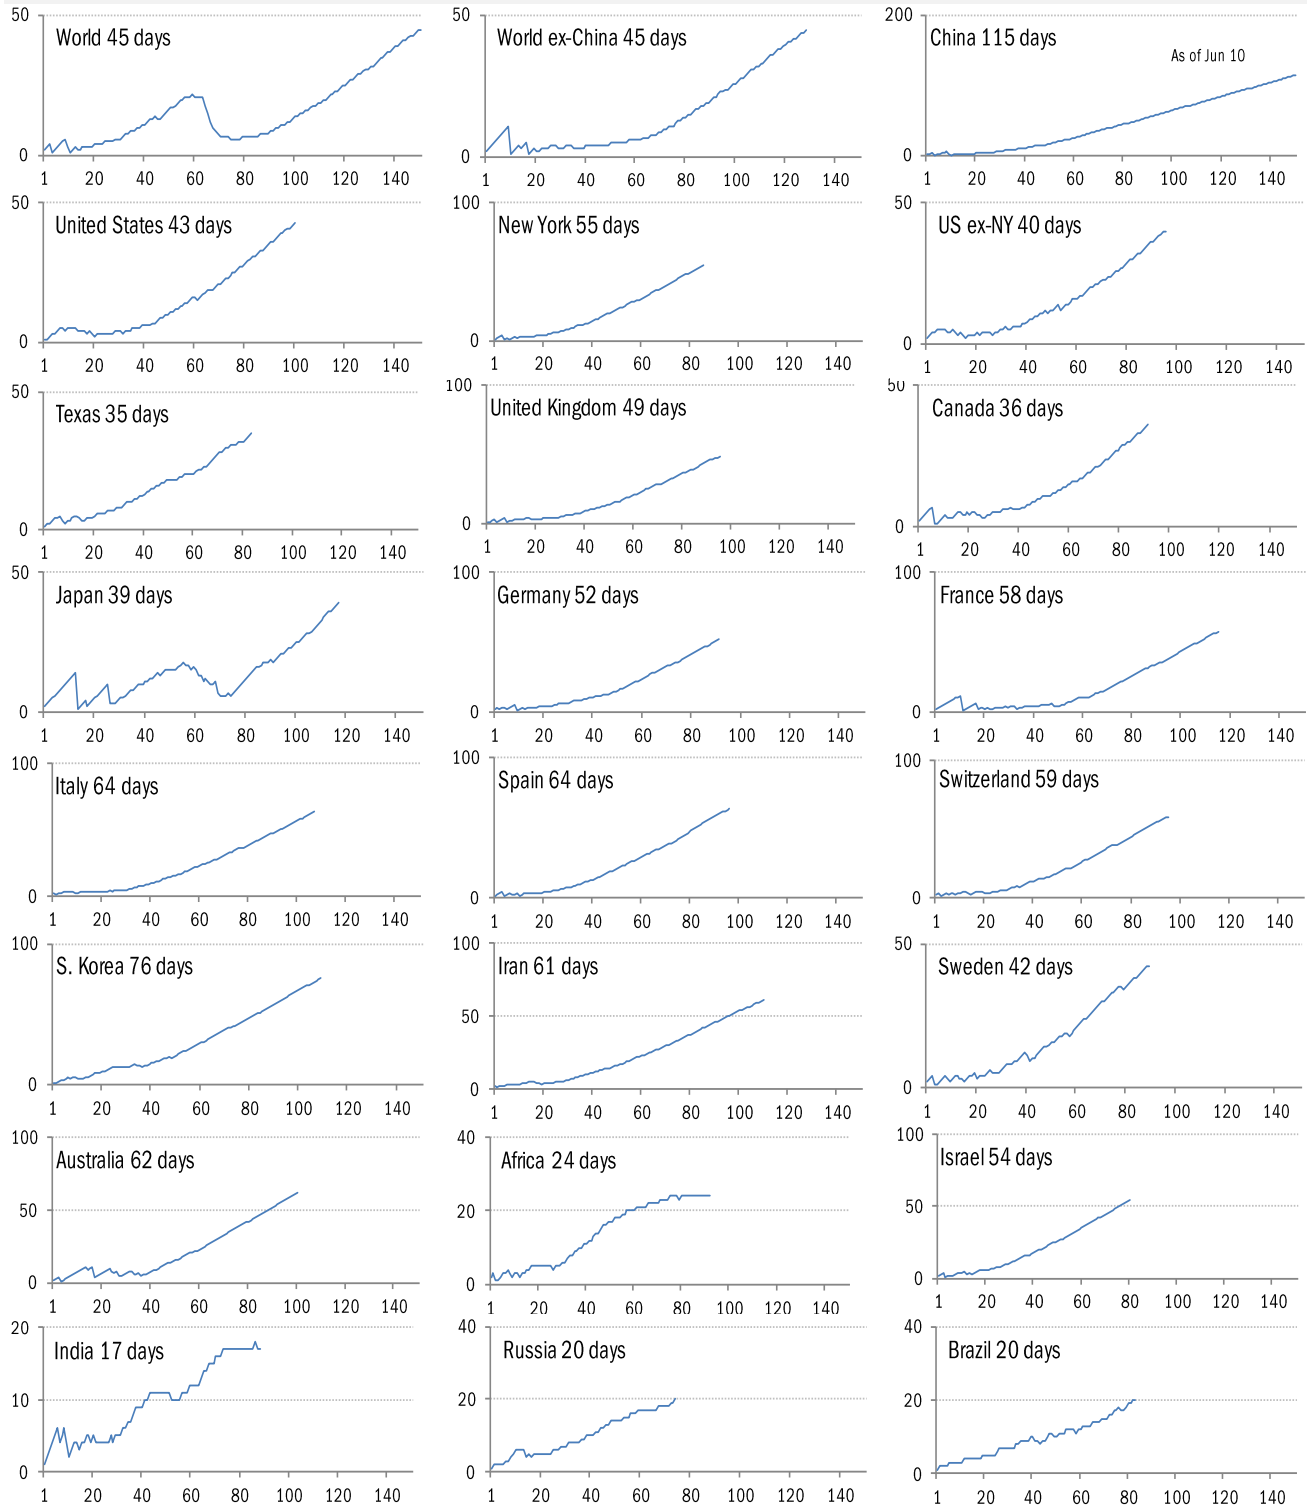 50
World 45 days
0
1 20 40 60 80 100 120 140
50
World ex-China 45 days
0
1 20 40 60 80 100 120 140
200
China 115 days
As of Jun 10
100
0
1 20 40 60 80 100 120 140
50
United States 43 days
0
1 20 40 60 80 100 120 140
100
New York 55 days
0
1 20 40 60 80 100 120 140
50
US ex-NY 40 days
0
1 20 40 60 80 100 120 140
50
Texas 35 days
0
1 20 40 60 80 100 120 140
100
United Kingdom 49 days
0
1 20 40 60 80 100 120 140
50
Canada 36 days
0
1 20 40 60 80 100 120 140
50
Japan 39 days
0
1 20 40 60 80 100 120 140
100
Germany 52 days
0
1 20 40 60 80 100 120 140
100
France 58 days
0
1 20 40 60 80 100 120 140
100
Italy 64 days
0
1 20 40 60 80 100 120 140
100
Spain 64 days
0
1 20 40 60 80 100 120 140
100
Switzerland 59 days
0
1 20 40 60 80 100 120 140
100
S. Korea 76 days
0
1 20 40 60 80 100 120 140
100
Iran 61 days
50
0
1 20 40 60 80 100 120 140
50
Sweden 42 days
0
1 20 40 60 80 100 120 140
100
Australia 62 days
50
0
1 20 40 60 80 100 120 140
40
Africa 24 days
20
0
1 20 40 60 80 100 120 140
100
Israel 54 days
50
0
1 20 40 60 80 100 120 140
20
India 17 days
10
0
1 20 40 60 80 100 120 140
40
Russia 20 days
20
0
1 20 40 60 80 100 120 140
40
Brazil 20 days
20
0
1 20 40 60 80 100 120 140